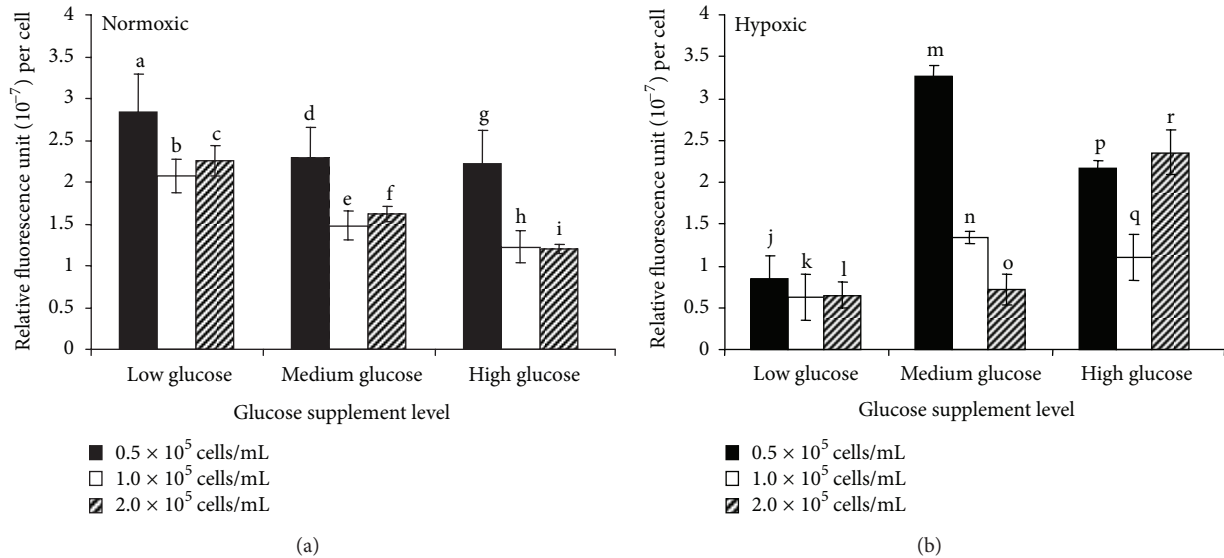 Normoxic
Relative fluorescence unit (10⁻⁷) per cell
4
3.5
3
2.5
2
1.5
1
0.5
0
a
b
c
d
e
f
g
h
i
Low glucose
Medium glucose
High glucose
Glucose supplement level
0.5 × 10⁵ cells/mL
1.0 × 10⁵ cells/mL
2.0 × 10⁵ cells/mL
(a)
Hypoxic
Relative fluorescence unit (10⁻⁷) per cell
4
3.5
3
2.5
2
1.5
1
0.5
0
j
k
l
m
n
o
p
q
r
Low glucose
Medium glucose
High glucose
Glucose supplement level
0.5 × 10⁵ cells/mL
1.0 × 10⁵ cells/mL
2.0 × 10⁵ cells/mL
(b)